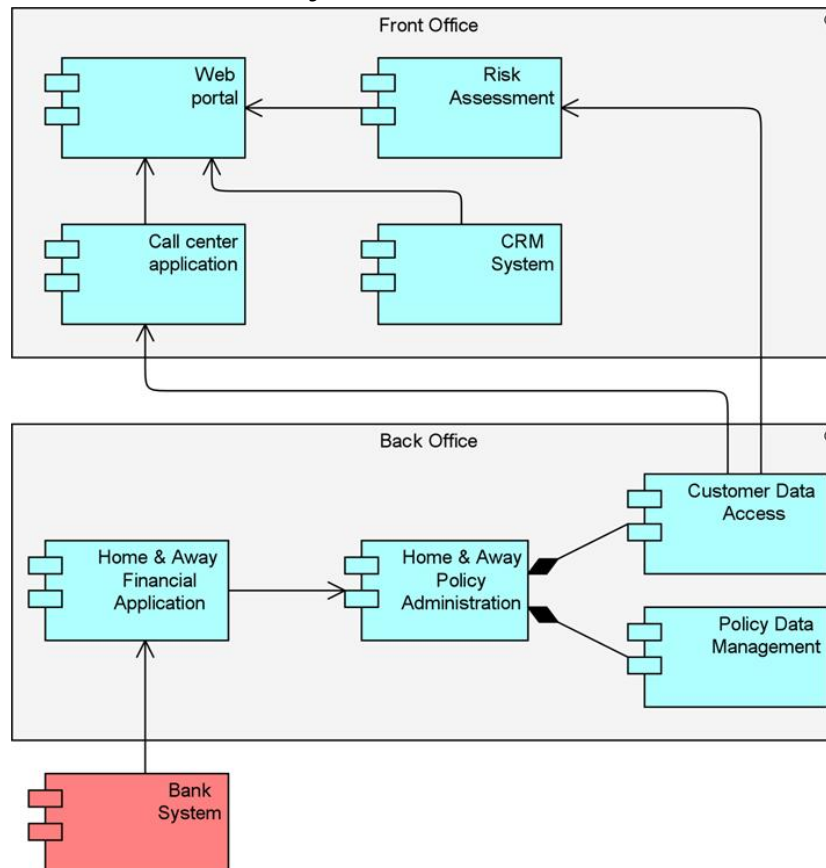 Front Office
Web
portal
Risk
Assessment
Call center
application
CRM
System
Back Office
Customer Data
Access
Home & Away
Financial
Application
Home & Away
Policy
Administration
Policy Data
Management
Bank
System